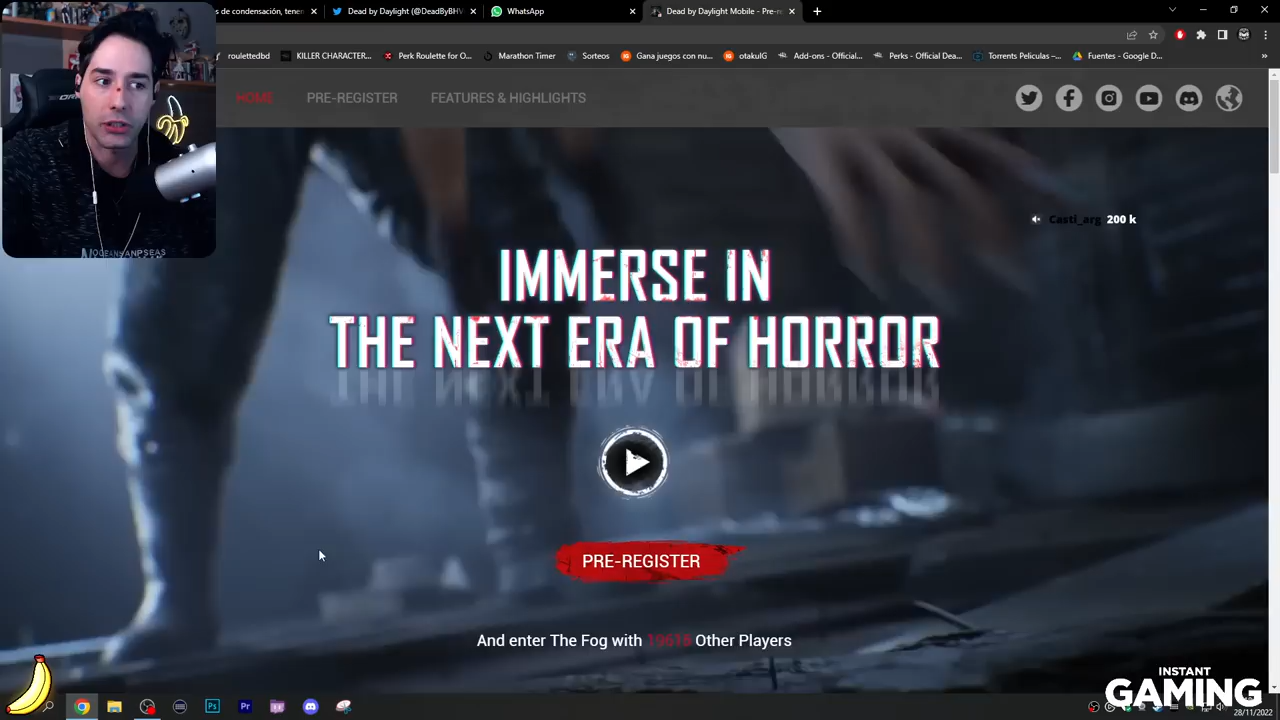 s de condensación, tener
Dead by Daylight (@DeadByBHV
WhatsApp
Dead by Daylight Mobile - Pre-r
roulettedbd
KILLER CHARACTER...
Perk Roulette for O...
Marathon Timer
Sorteos
Gana juegos con nu...
otakuIG
Add-ons - Official...
Perks - Official Dea...
Torrents Peliculas –...
Fuentes - Google D...
HOME
PRE-REGISTER
FEATURES & HIGHLIGHTS
Casti_arg 200 k
IMMERSE IN
THE NEXT ERA OF HORROR
PRE-REGISTER
And enter The Fog with 19615 Other Players
INSTANT
GAMING
28/11/2022